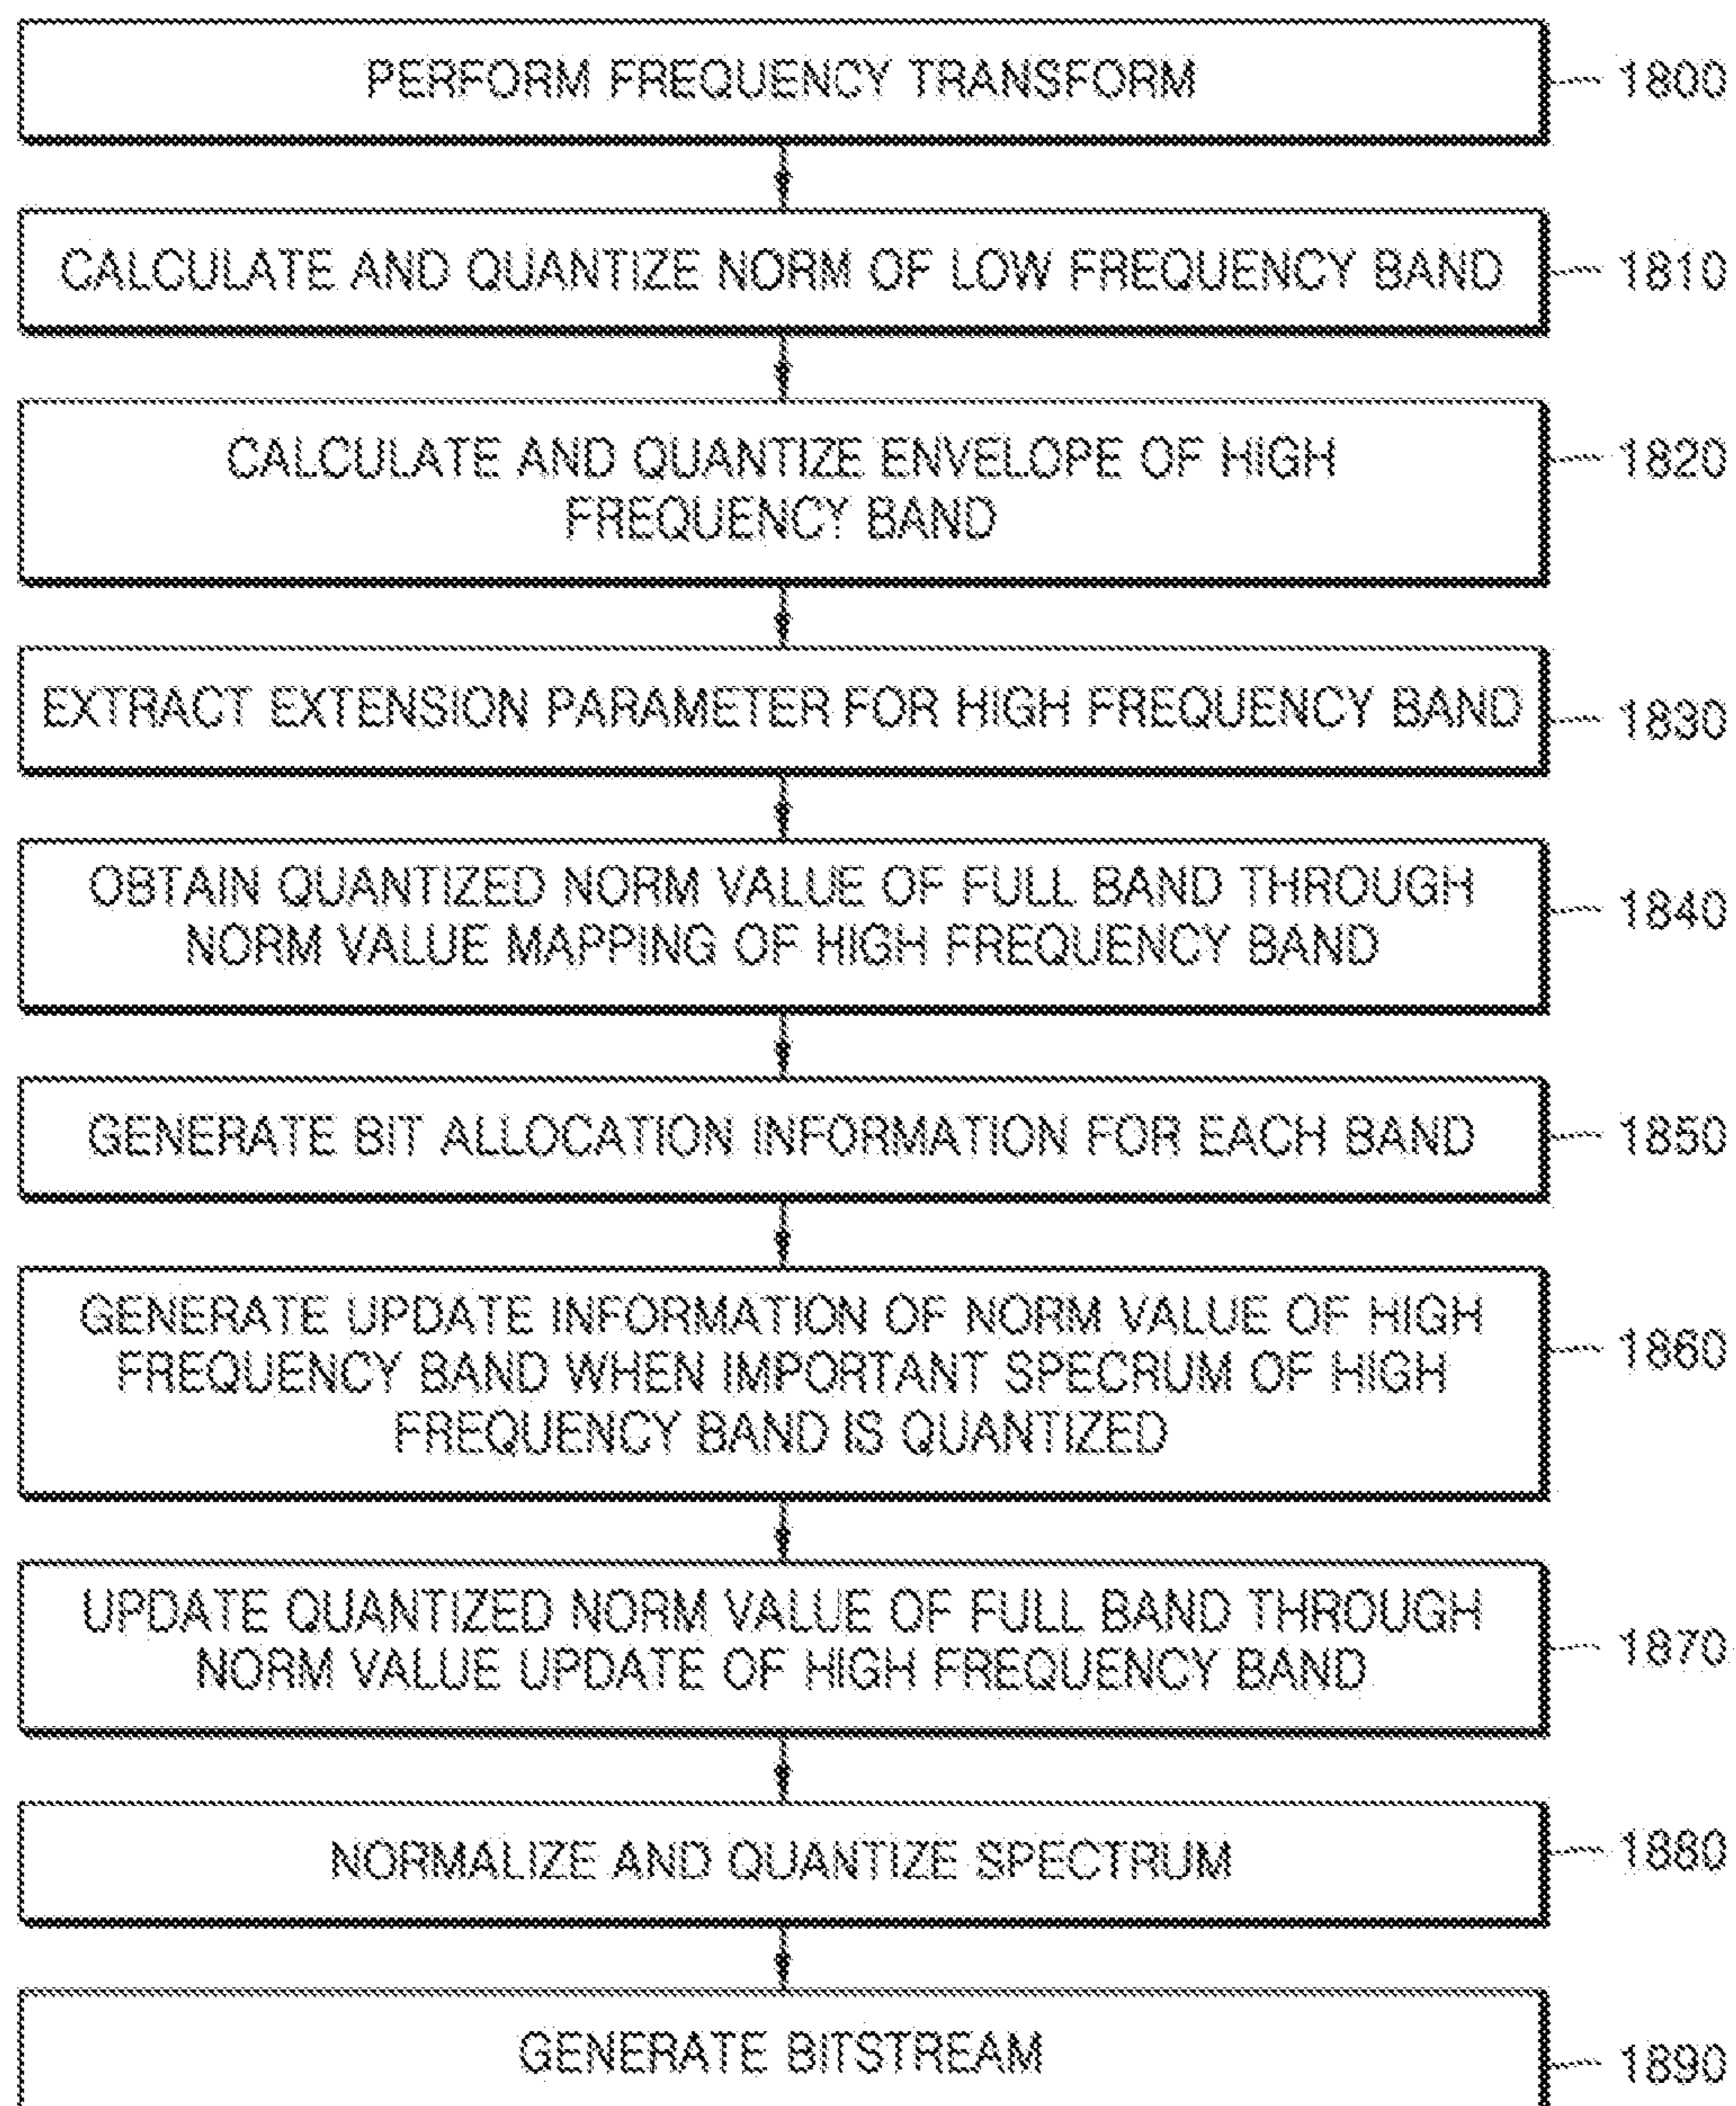 PERFORM FREQUENCY TRANSFORM
1800
CALCULATE AND QUANTIZE NORM OF LOW FREQUENCY BAND
1810
CALCULATE AND QUANTIZE ENVELOPE OF HIGH
FREQUENCY BAND
1820
EXTRACT EXTENSION PARAMETER FOR HIGH FREQUENCY BAND
1830
OBTAIN QUANTIZED NORM VALUE OF FULL BAND THROUGH
NORM VALUE MAPPING OF HIGH FREQUENCY BAND
1840
GENERATE BIT ALLOCATION INFORMATION FOR EACH BAND
1850
GENERATE UPDATE INFORMATION OF NORM VALUE OF HIGH
FREQUENCY BAND WHEN IMPORTANT SPECRUM OF HIGH
FREQUENCY BAND IS QUANTIZED
1860
UPDATE QUANTIZED NORM VALUE OF FULL BAND THROUGH
NORM VALUE UPDATE OF HIGH FREQUENCY BAND
1870
NORMALIZE AND QUANTIZE SPECTRUM
1880
GENERATE BITSTREAM
1890